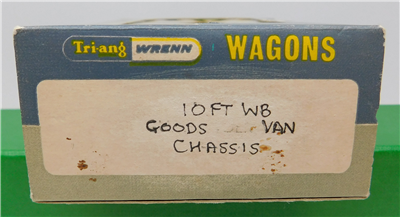 Tri-ang WRENN WAGONS
10FT WB
GOODS VAN
CHASSIS